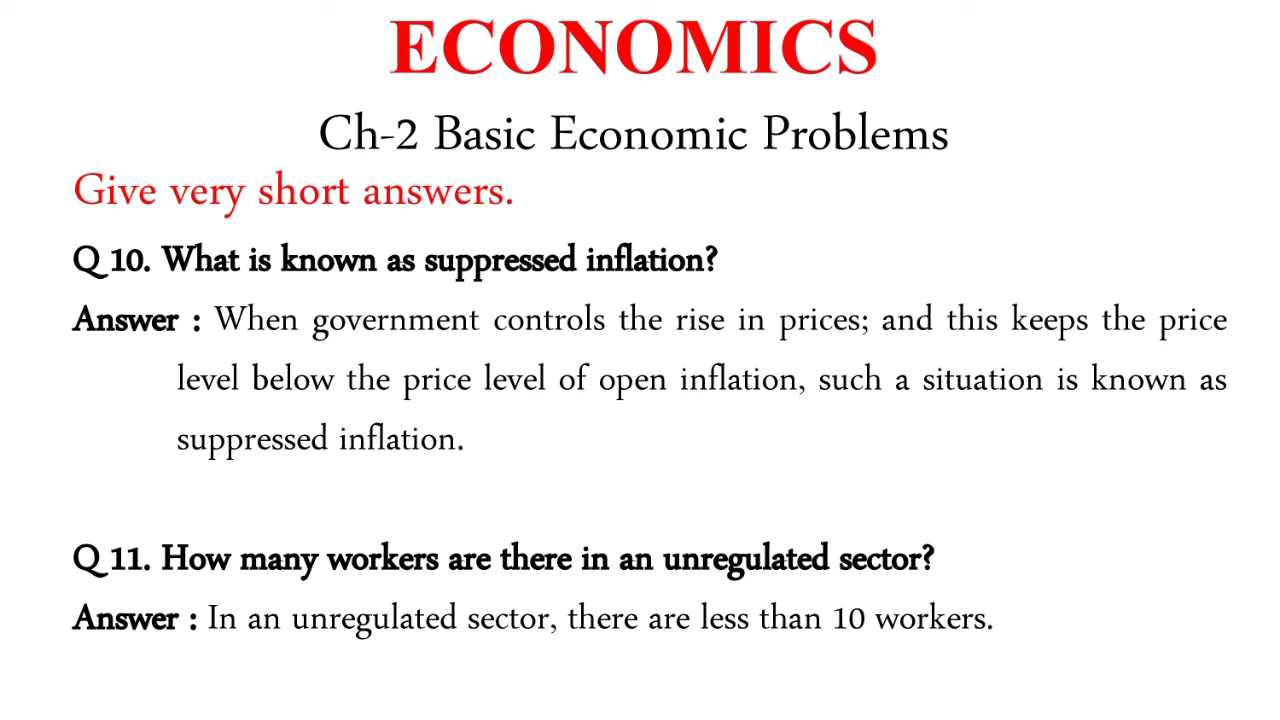 ECONOMICS
Ch-2 Basic Economic Problems
Give very short answers.
Q 10. What is known as suppressed inflation?
Answer : When government controls the rise in prices; and this keeps the price
level below the price level of open inflation, such a situation is known as
suppressed inflation.
Q 11. How many workers are there in an unregulated sector?
Answer : In an unregulated sector, there are less than 10 workers.